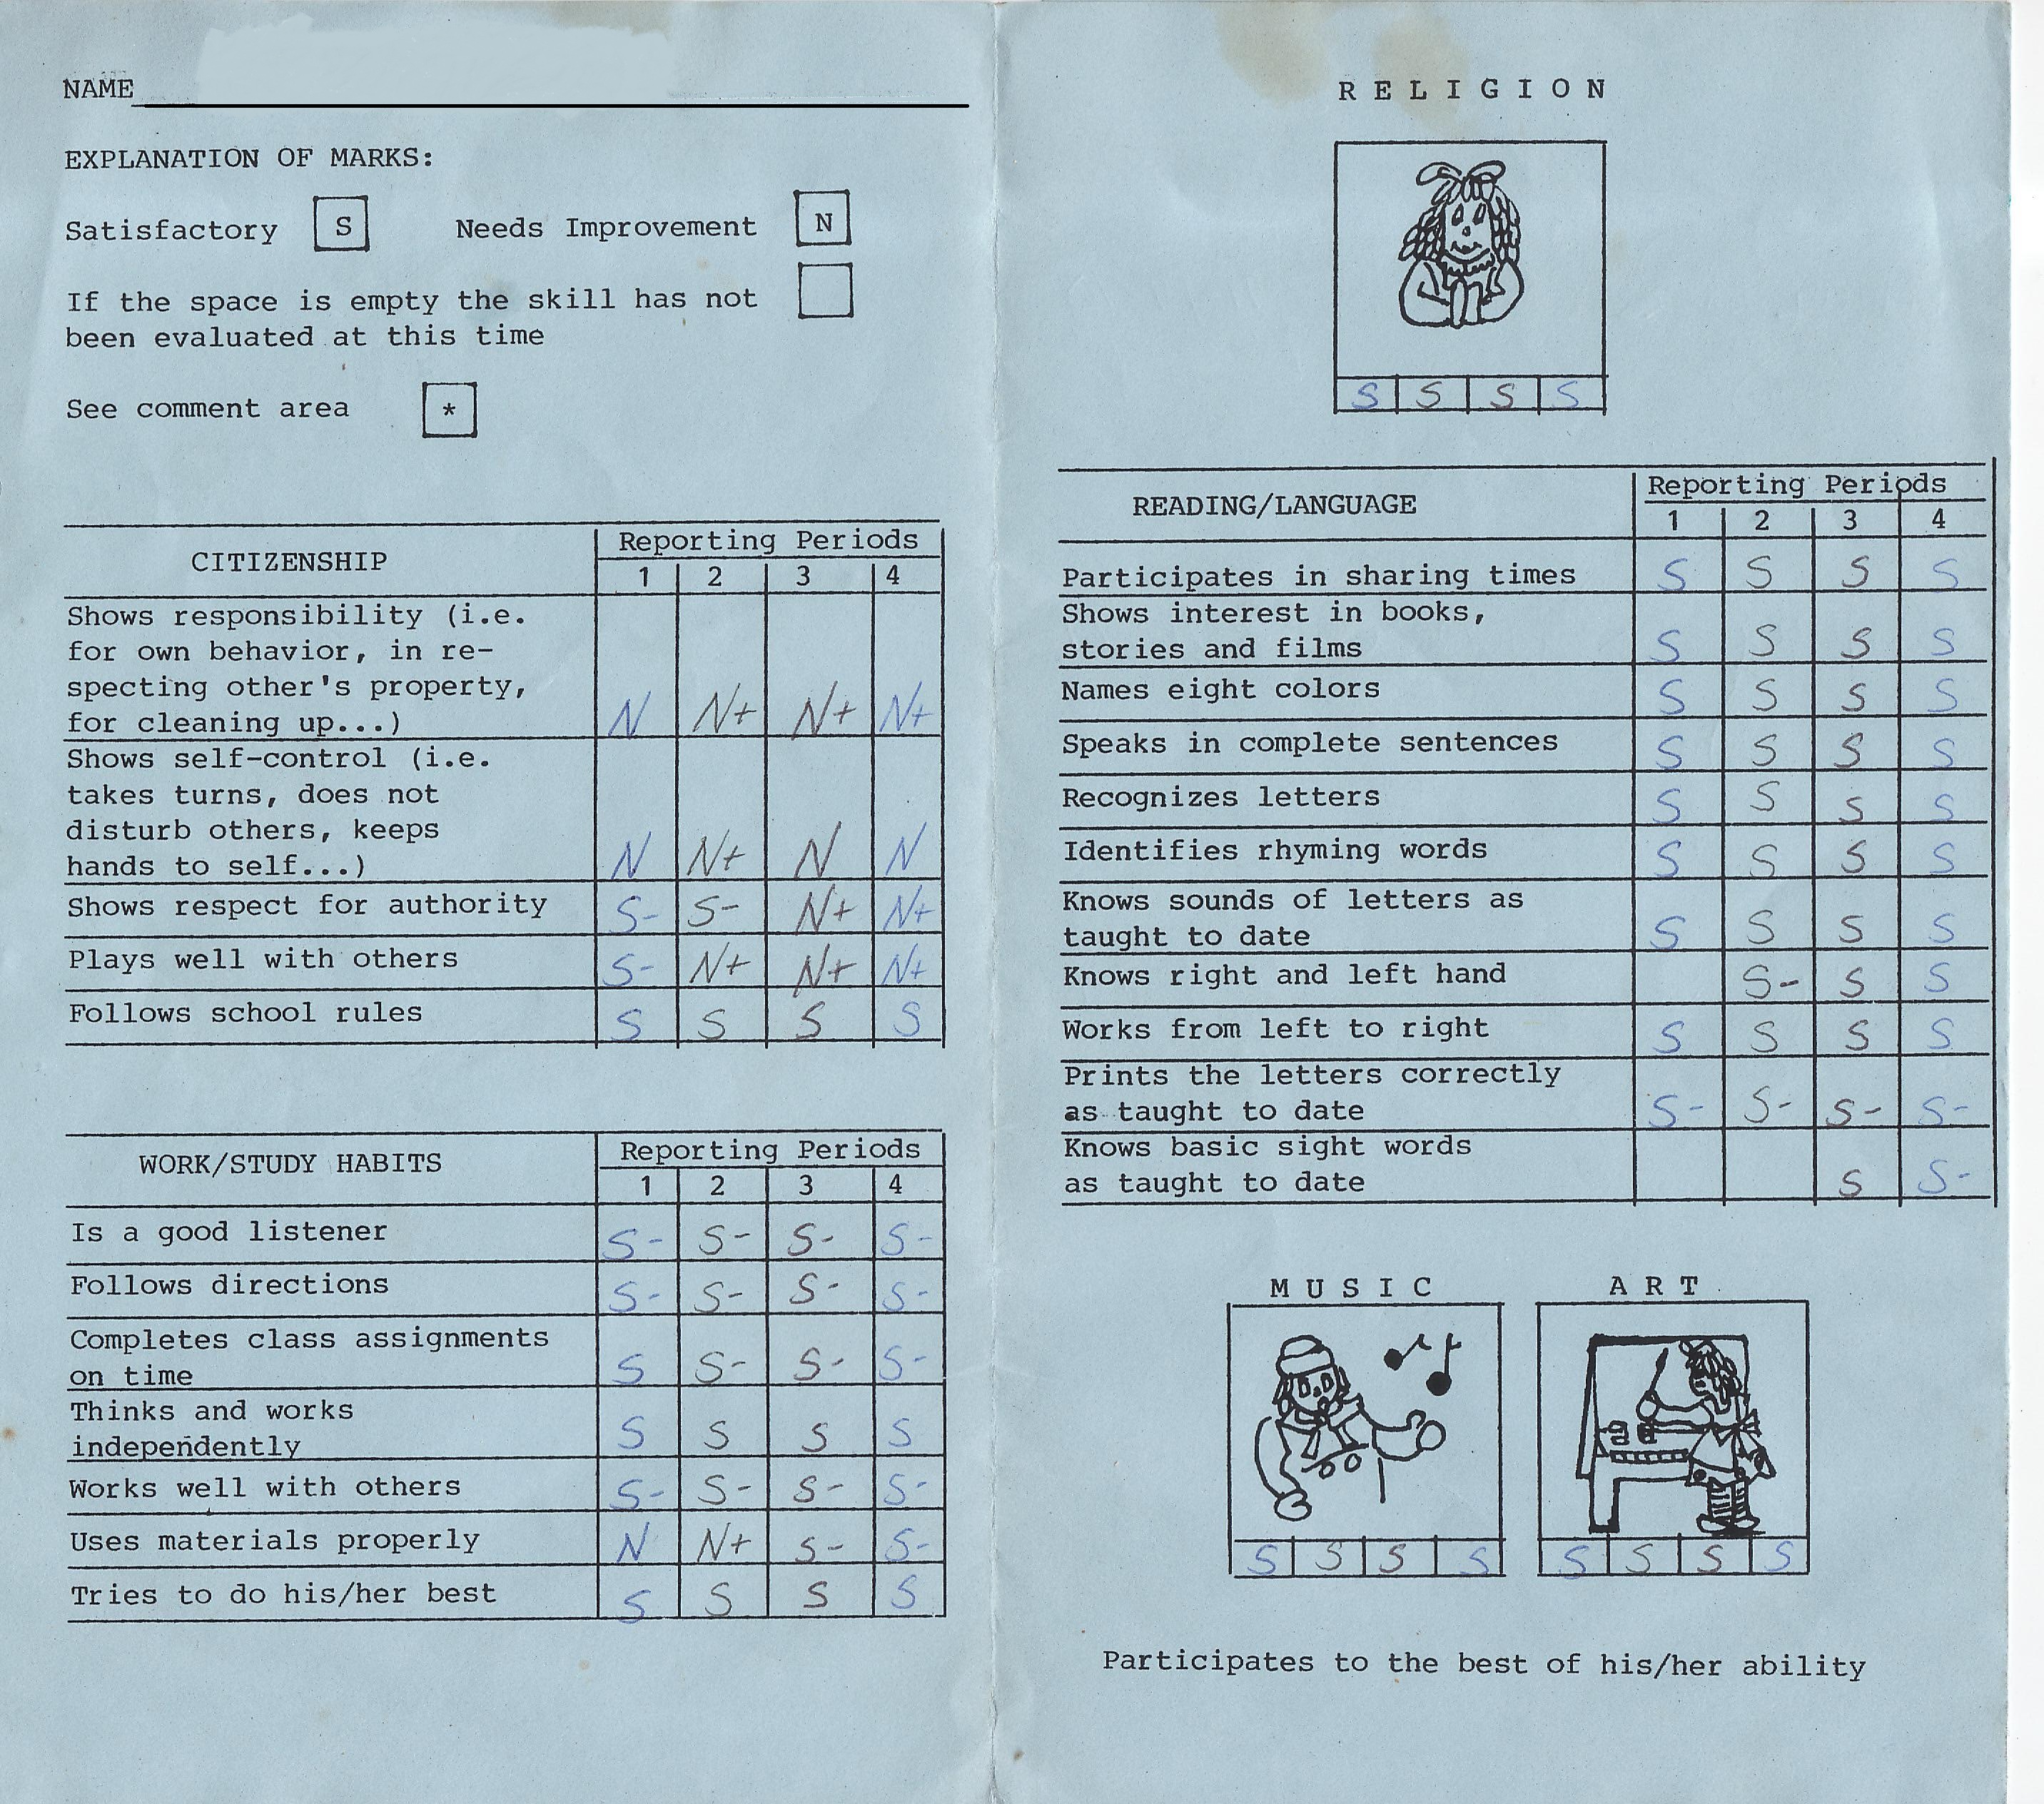 NAME
EXPLANATION OF MARKS:
Satisfactory S Needs Improvement N
If the space is empty the skill has not
been evaluated at this time
See comment area *
CITIZENSHIP Reporting Periods
1 2 3 4
Shows responsibility (i.e.
for own behavior, in re-
specting other's property,
for cleaning up...) N N+ N+ N+
Shows self-control (i.e.
takes turns, does not
disturb others, keeps
hands to self...) N N+ N N
Shows respect for authority S- S- N+ N+
Plays well with others S- N+ N+ N+
Follows school rules S S S S
WORK/STUDY HABITS Reporting Periods
1 2 3 4
Is a good listener S- S- S- S-
Follows directions S- S- S- S-
Completes class assignments
on time S S- S- S-
Thinks and works
independently S S S S
Works well with others S- S- S- S-
Uses materials properly N N+ S- S-
Tries to do his/her best S S S S
RELIGION
S S S S
READING/LANGUAGE Reporting Periods
1 2 3 4
Participates in sharing times S S S S
Shows interest in books,
stories and films S S S S
Names eight colors S S S S
Speaks in complete sentences S S S S
Recognizes letters S S S S
Identifies rhyming words S S S S
Knows sounds of letters as
taught to date S S S S
Knows right and left hand S- S S
Works from left to right S S S S
Prints the letters correctly
as taught to date S- S- S- S-
Knows basic sight words
as taught to date S S-
MUSIC ART
S S S S S S S S
Participates to the best of his/her ability